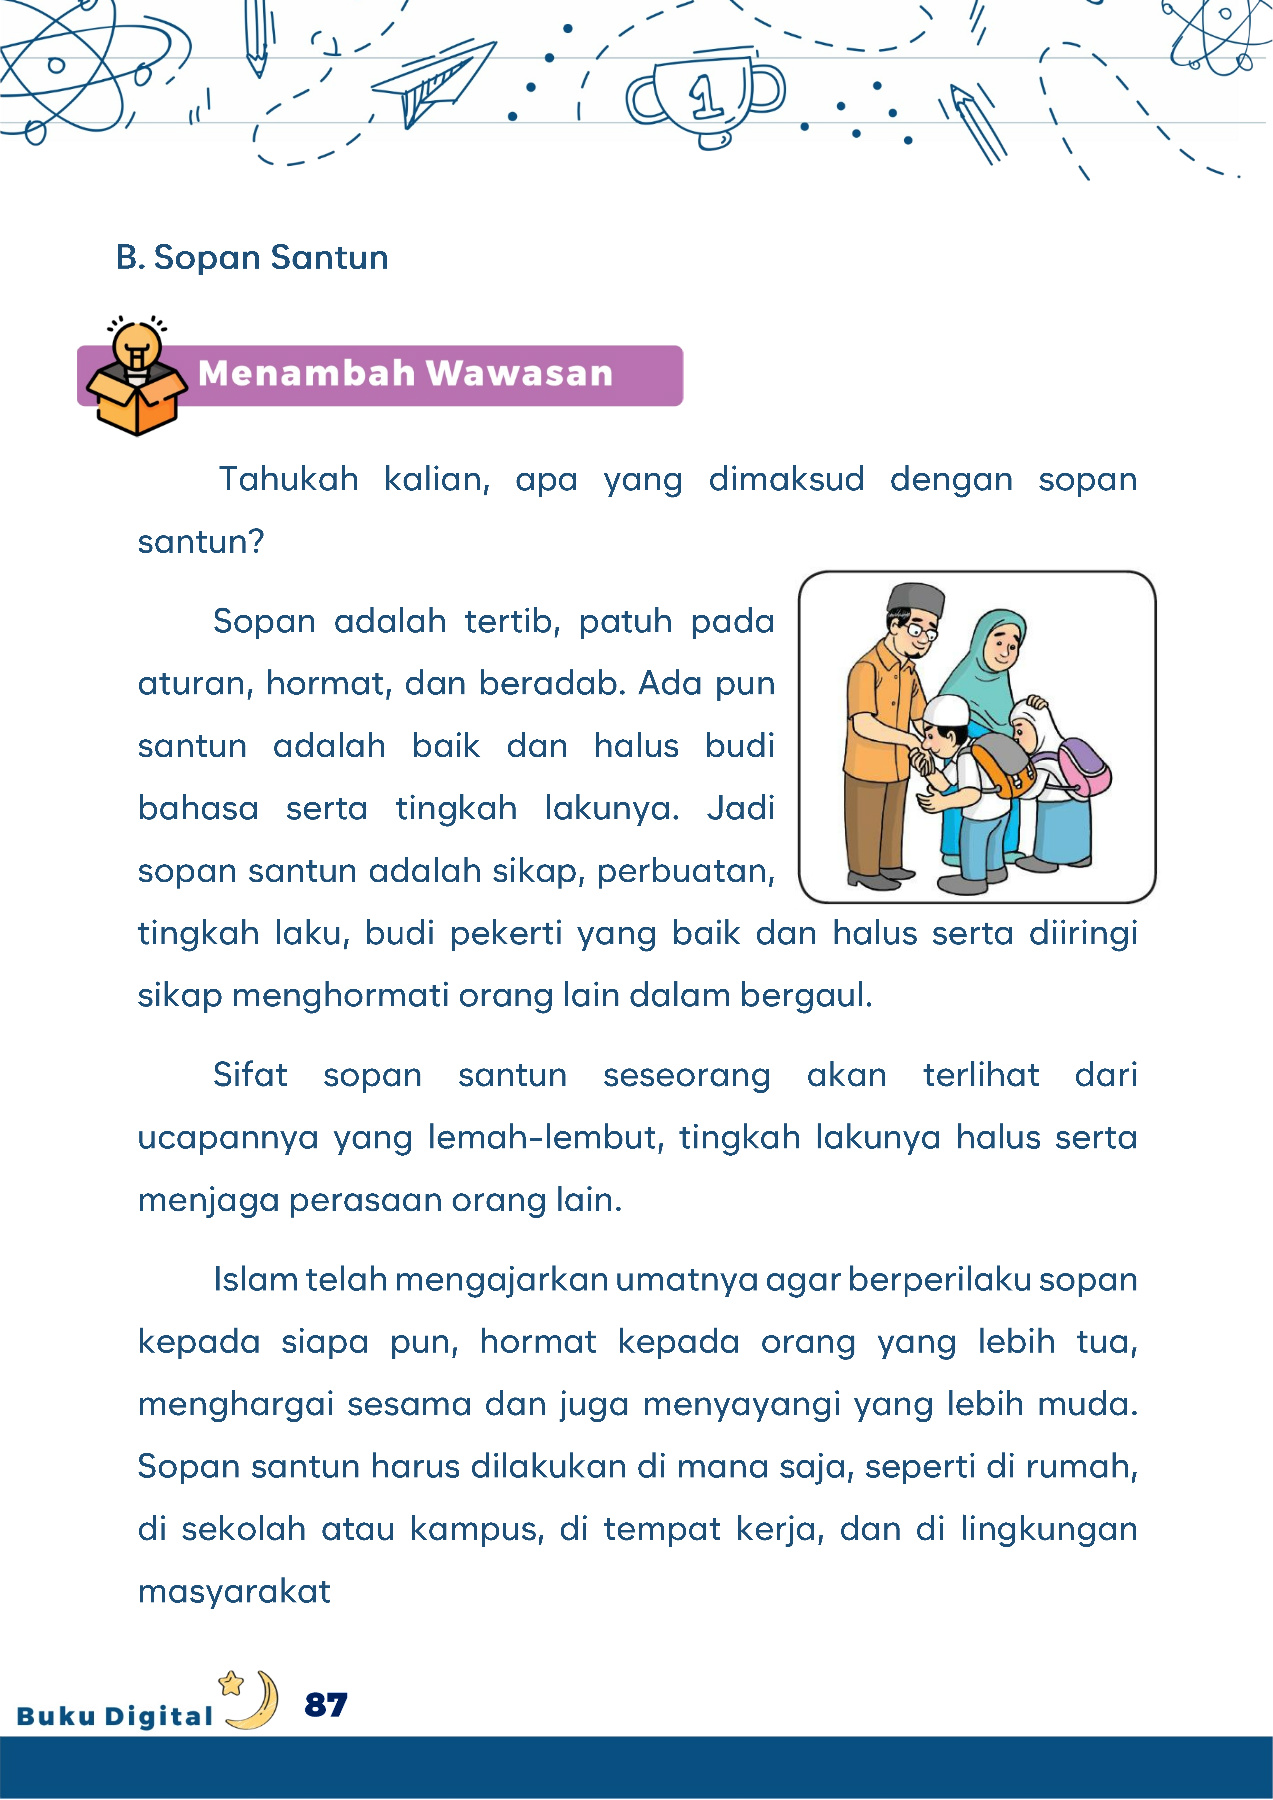 1
B. Sopan Santun
Menambah Wawasan
Tahukah kalian, apa yang dimaksud dengan sopan
santun?
Sopan adalah tertib, patuh pada
aturan, hormat, dan beradab. Ada pun
santun adalah baik dan halus budi
bahasa serta tingkah lakunya. Jadi
sopan santun adalah sikap, perbuatan,
tingkah laku, budi pekerti yang baik dan halus serta diiringi
sikap menghormati orang lain dalam bergaul.
Sifat sopan santun seseorang akan terlihat dari
ucapannya yang lemah-lembut, tingkah lakunya halus serta
menjaga perasaan orang lain.
Islam telah mengajarkan umatnya agar berperilaku sopan
kepada siapa pun, hormat kepada orang yang lebih tua,
menghargai sesama dan juga menyayangi yang lebih muda.
Sopan santun harus dilakukan di mana saja, seperti di rumah,
di sekolah atau kampus, di tempat kerja, dan di lingkungan
masyarakat
Buku Digital 87